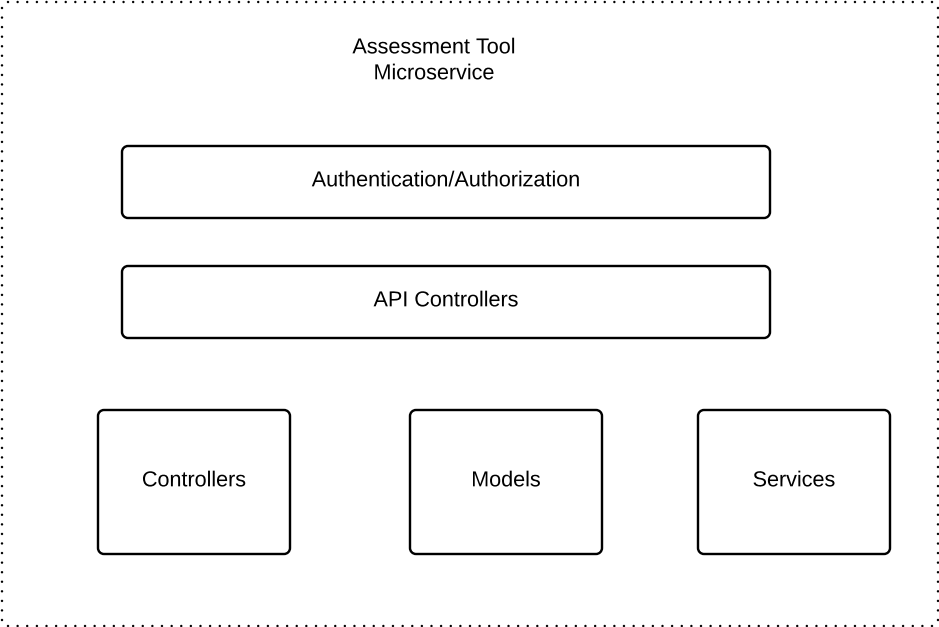 Assessment Tool
Microservice
Authentication/Authorization
API Controllers
Controllers
Models
Services